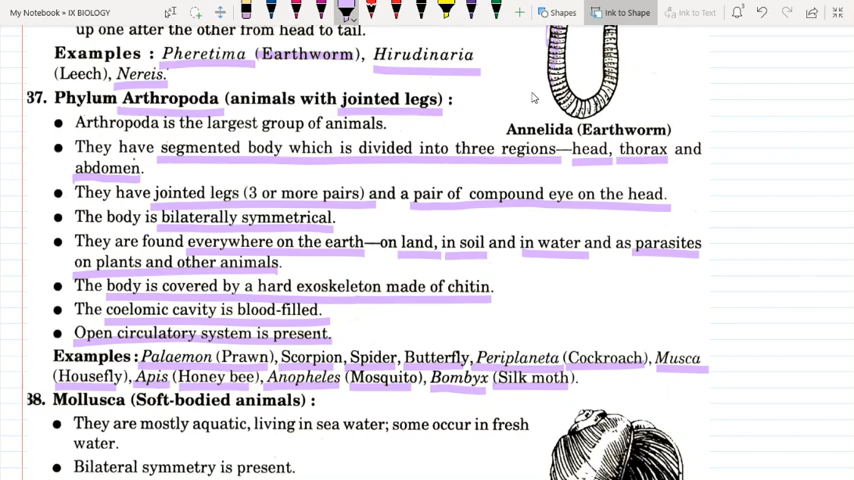 My Notebook > IX BIOLOGY
Shapes
Ink to Shape
Ink to Text
up one after the other from head to tail.
Examples : Pheretima (Earthworm), Hirudinaria
(Leech), Nereis.
37. Phylum Arthropoda (animals with jointed legs) :
• Arthropoda is the largest group of animals.
Annelida (Earthworm)
• They have segmented body which is divided into three regions—head, thorax and
abdomen.
• They have jointed legs (3 or more pairs) and a pair of compound eye on the head.
• The body is bilaterally symmetrical.
• They are found everywhere on the earth—on land, in soil and in water and as parasites
on plants and other animals.
• The body is covered by a hard exoskeleton made of chitin.
• The coelomic cavity is blood-filled.
• Open circulatory system is present.
Examples : Palaemon (Prawn), Scorpion, Spider, Butterfly, Periplaneta (Cockroach), Musca
(Housefly), Apis (Honey bee), Anopheles (Mosquito), Bombyx (Silk moth).
38. Mollusca (Soft-bodied animals) :
• They are mostly aquatic, living in sea water; some occur in fresh
water.
• Bilateral symmetry is present.